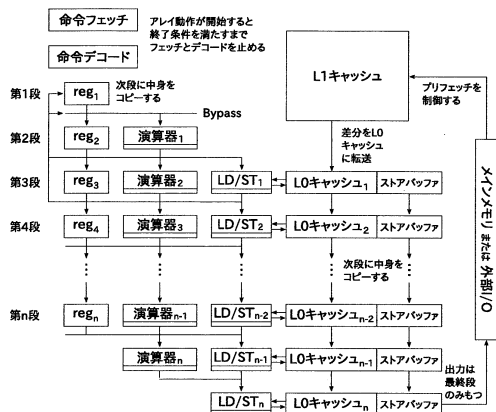 命令フェッチ
命令デコード
アレイ動作が開始すると
終了条件を満たすまで
フェッチとデコードを止める
L1キャッシュ
プリフェッチを
制御する
第1段
reg1
次段に中身を
コピーする
Bypass
第2段
reg2
演算器1
差分をL0
キャッシュ
に転送
第3段
reg3
演算器2
LD/ST1
L0キャッシュ1
ストアバッファ
第4段
reg4
演算器3
LD/ST2
L0キャッシュ2
ストアバッファ
メインメモリ または 外部I/O
次段に中身を
コピーする
第n段
regn
演算器n-1
LD/STn-2
L0キャッシュn-2
ストアバッファ
演算器n
LD/STn-1
L0キャッシュn-1
ストアバッファ
出力は
最終段
のみもつ
LD/STn
L0キャッシュn
ストアバッファ